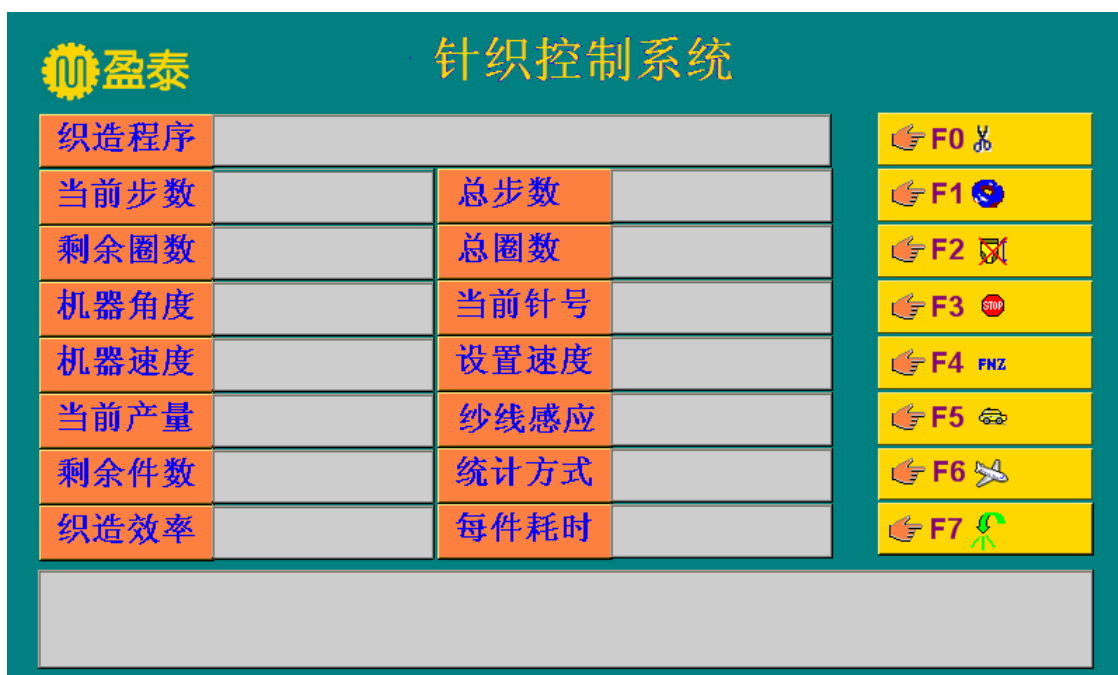 盈泰
针织控制系统
织造程序
F0
当前步数 总步数
F1
剩余圈数 总圈数
F2
机器角度 当前针号
F3 STOP
机器速度 设置速度
F4 FNZ
当前产量 纱线感应
F5
剩余件数 统计方式
F6
织造效率 每件耗时
F7